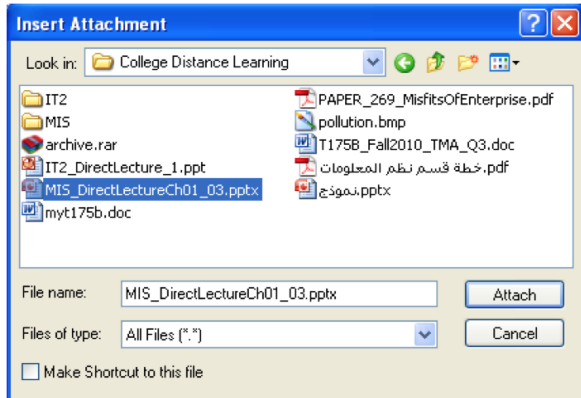 Insert Attachment
Look in: College Distance Learning
IT2
MIS
archive.rar
IT2_DirectLecture_1.ppt
MIS_DirectLectureCh01_03.pptx
myt175b.doc
PAPER_269_MisfitsOfEnterprise.pdf
pollution.bmp
T175B_Fall2010_TMA_Q3.doc
خطة قسم نظم المعلومات.pdf
نموذج.pptx
File name: MIS_DirectLectureCh01_03.pptx Attach
Files of type: All Files (*.*) Cancel
Make Shortcut to this file